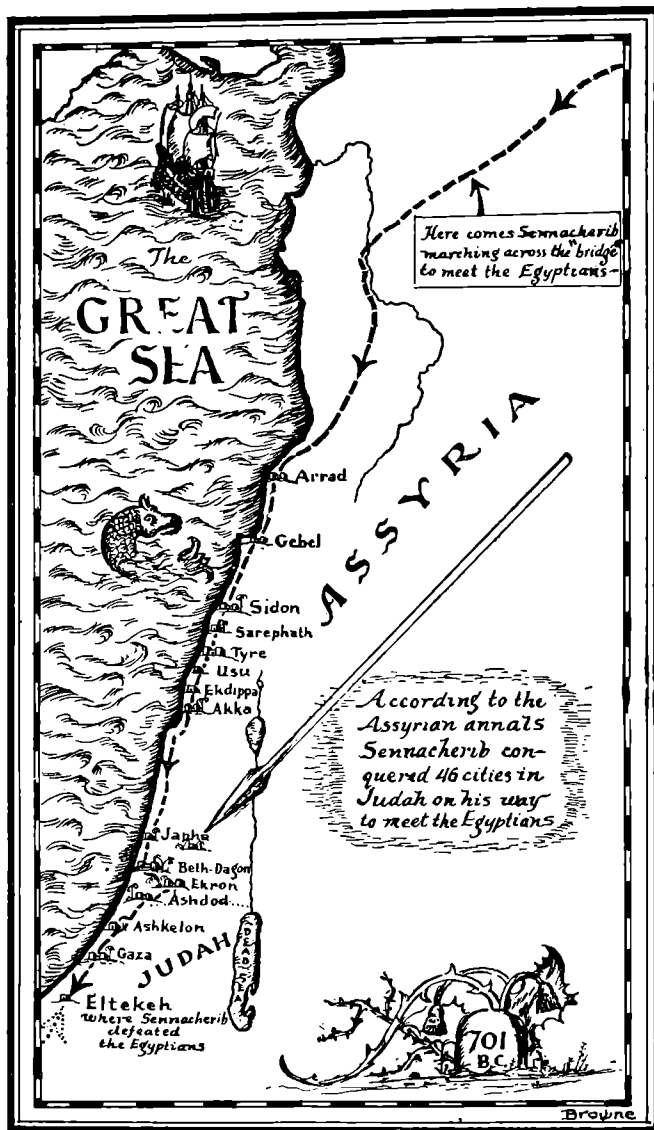 The
GREAT
SEA
Here comes Sennacherib
marching across the "bridge"
to meet the Egyptians-
ASSYRIA
Arrad
Gebel
Sidon
Sarephath
Tyre
Usu
Ekdippa
Akka
According to the
Assyrian annals
Sennacherib con-
quered 46 cities in
Judah on his way
to meet the Egyptians
Japha
Beth-Dagon
Ekron
Ashdod
Ashkelon
Gaza
JUDAH
DEAD SEA
Eltekeh
where Sennacherib
defeated
the Egyptians
701
B.C.
Browne